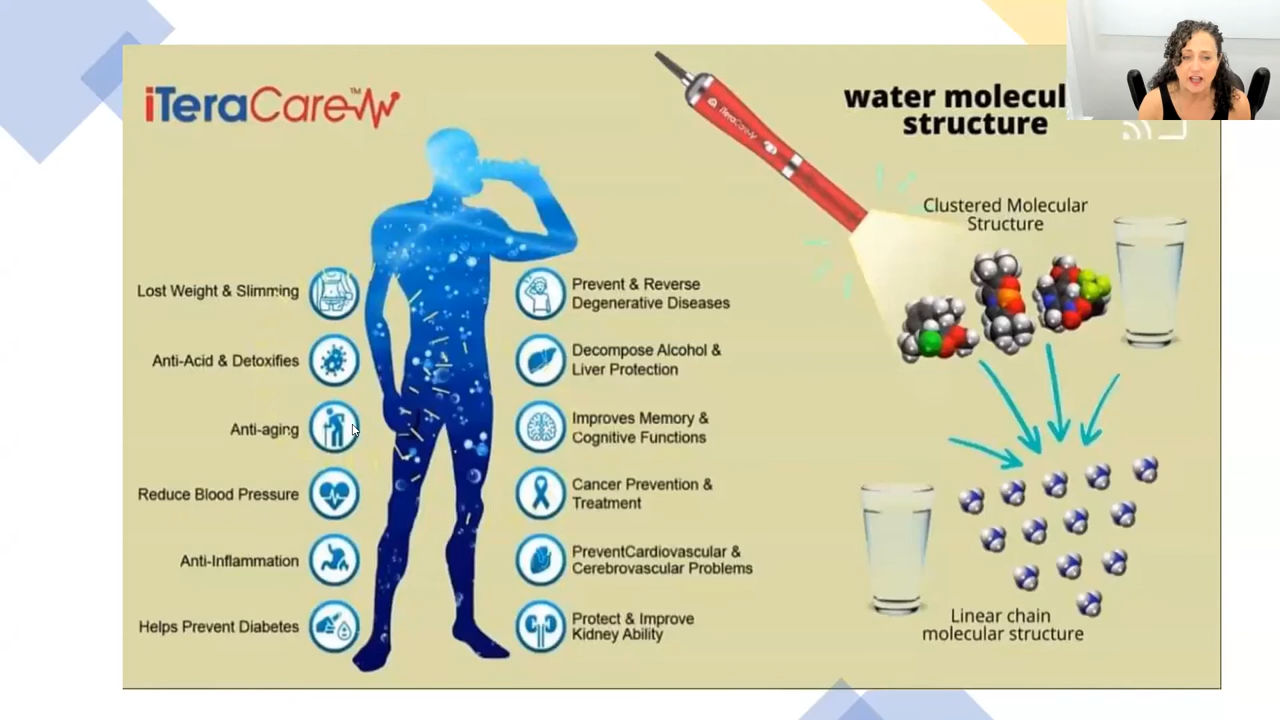 iTeraCare™
water molecul
structure
Clustered Molecular
Structure
Lost Weight & Slimming
Anti-Acid & Detoxifies
Anti-aging
Reduce Blood Pressure
Anti-Inflammation
Helps Prevent Diabetes
Prevent & Reverse
Degenerative Diseases
Decompose Alcohol &
Liver Protection
Improves Memory &
Cognitive Functions
Cancer Prevention &
Treatment
PreventCardiovascular &
Cerebrovascular Problems
Protect & Improve
Kidney Ability
iTeraCare
Linear chain
molecular structure